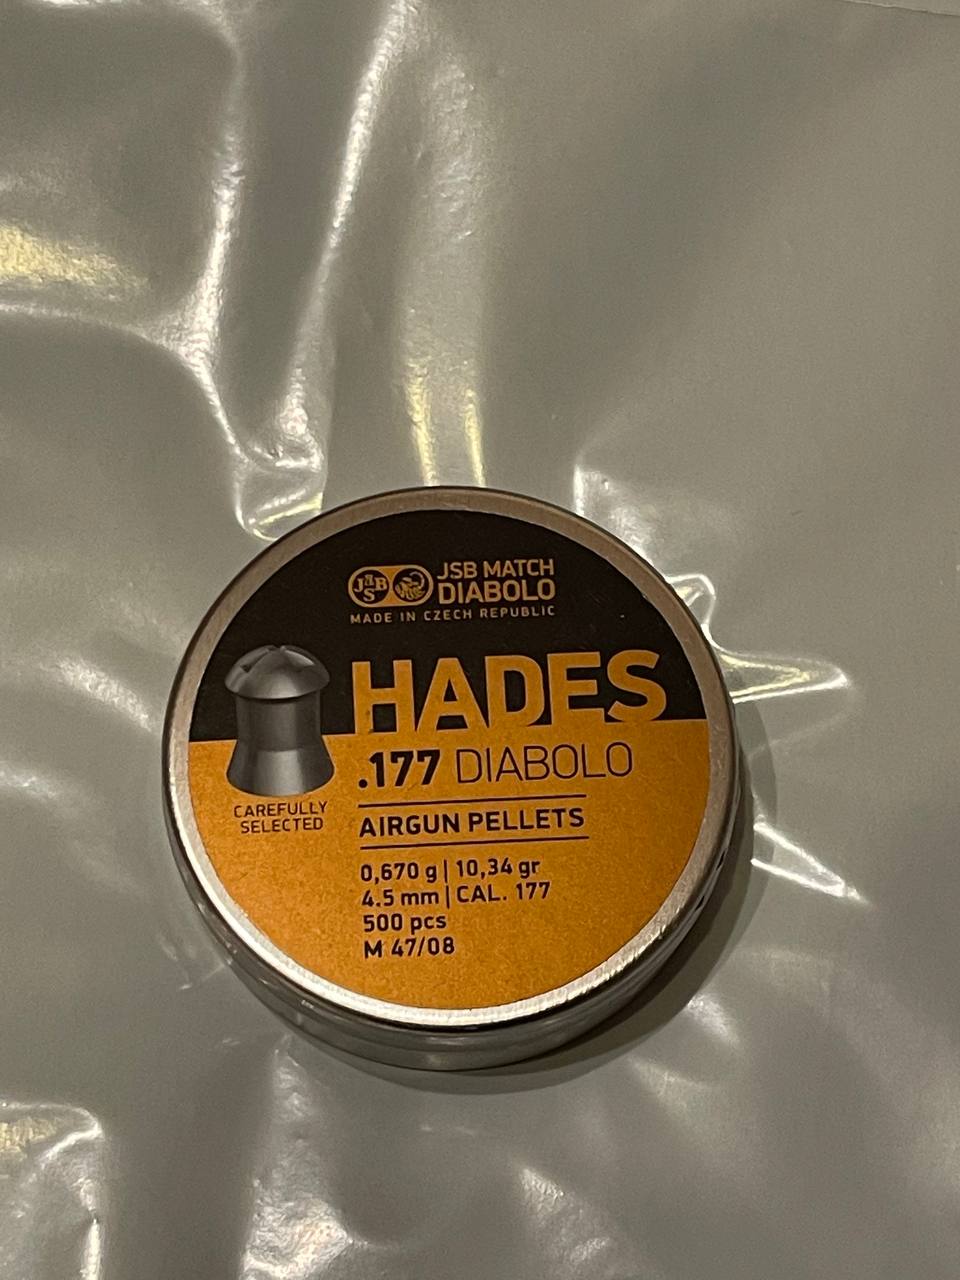 JSB
JSB MATCH
DIABOLO
MADE IN CZECH REPUBLIC
HADES
.177 DIABOLO
CAREFULLY
SELECTED
AIRGUN PELLETS
0,670 g | 10,34 gr
4.5 mm | CAL. 177
500 pcs
M 47/08